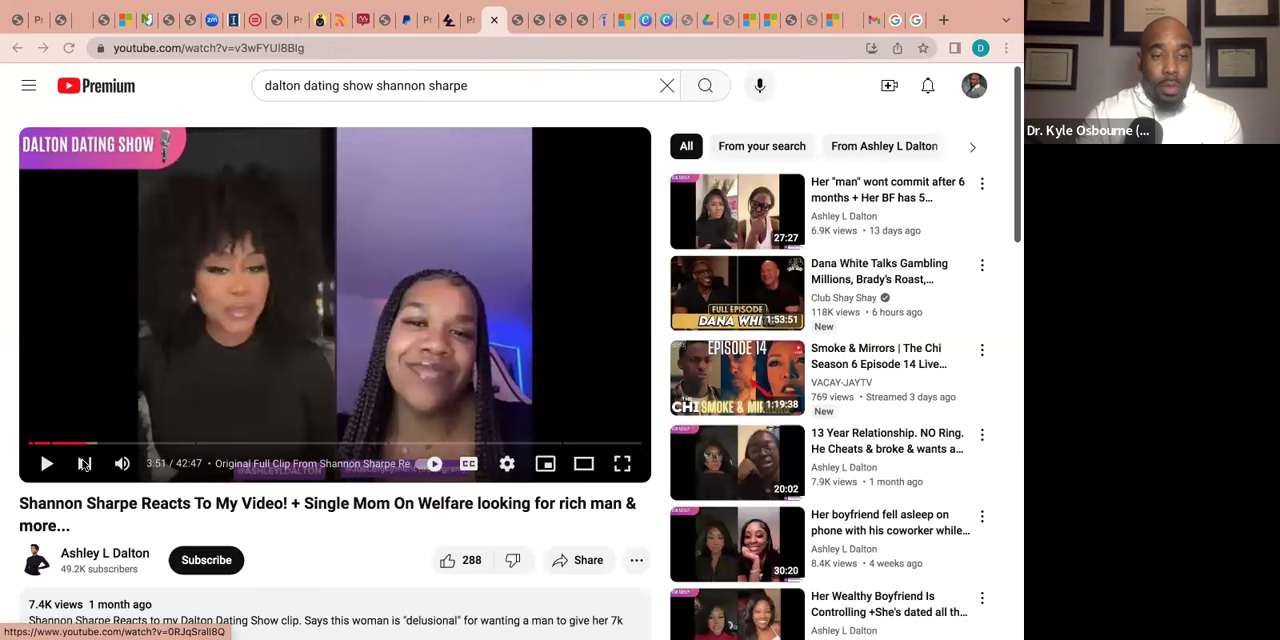 youtube.com/watch?v=v3wFYUl8Blg
D
Premium
dalton dating show shannon sharpe
DALTON DATING SHOW
3:51 / 42:47 • Original Full Clip From Shannon Sharpe Re
CC
@ASHLEYLDALTON
Shannon Sharpe Reacts To My Video! + Single Mom On Welfare looking for rich man &
more...
Ashley L Dalton
49.2K subscribers
Subscribe
288
Share
7.4K views 1 month ago
Shannon Sharpe Reacts to my Dalton Dating Show clip. Says this woman is "delusional" for wanting a man to give her 7k
https://www.youtube.com/watch?v=0RJqSralI8Q
All
From your search
From Ashley L Dalton
27:27
Her "man" wont commit after 6
months + Her BF has 5...
Ashley L Dalton
6.9K views • 13 days ago
FULL EPISODE
DANA WHI
1:53:51
Dana White Talks Gambling
Millions, Brady's Roast,...
Club Shay Shay
118K views • 6 hours ago
New
EPISODE 14
THE CHI
SMOKE & MI
1:19:38
Smoke & Mirrors | The Chi
Season 6 Episode 14 Live...
VACAY-JAYTV
769 views • Streamed 3 days ago
New
20:02
13 Year Relationship. NO Ring.
He Cheats & broke & wants a...
Ashley L Dalton
7.9K views • 1 month ago
30:20
Her boyfriend fell asleep on
phone with his coworker while...
Ashley L Dalton
8.4K views • 4 weeks ago
Her Wealthy Boyfriend Is
Controlling +She's dated all th...
Ashley L Dalton
Dr. Kyle Osbourne (...